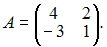 A = ( 4 2
− 3 1 ).